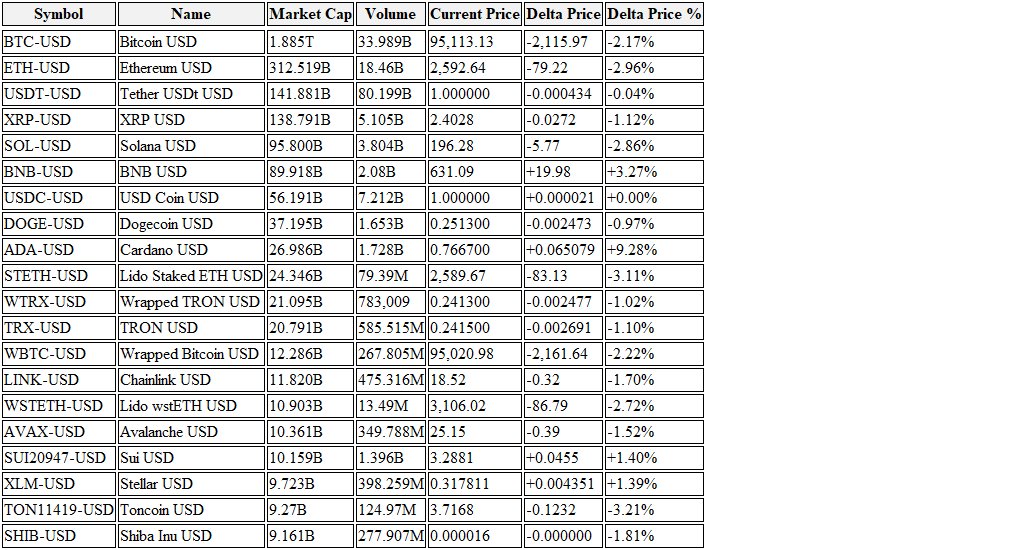 Symbol Name Market Cap Volume Current Price Delta Price Delta Price %
BTC-USD Bitcoin USD 1.885T 33.989B 95,113.13 -2,115.97 -2.17%
ETH-USD Ethereum USD 312.519B 18.46B 2,592.64 -79.22 -2.96%
USDT-USD Tether USDt USD 141.881B 80.199B 1.000000 -0.000434 -0.04%
XRP-USD XRP USD 138.791B 5.105B 2.4028 -0.0272 -1.12%
SOL-USD Solana USD 95.800B 3.804B 196.28 -5.77 -2.86%
BNB-USD BNB USD 89.918B 2.08B 631.09 +19.98 +3.27%
USDC-USD USD Coin USD 56.191B 7.212B 1.000000 +0.000021 +0.00%
DOGE-USD Dogecoin USD 37.195B 1.653B 0.251300 -0.002473 -0.97%
ADA-USD Cardano USD 26.986B 1.728B 0.766700 +0.065079 +9.28%
STETH-USD Lido Staked ETH USD 24.346B 79.39M 2,589.67 -83.13 -3.11%
WTRX-USD Wrapped TRON USD 21.095B 783,009 0.241300 -0.002477 -1.02%
TRX-USD TRON USD 20.791B 585.515M 0.241500 -0.002691 -1.10%
WBTC-USD Wrapped Bitcoin USD 12.286B 267.805M 95,020.98 -2,161.64 -2.22%
LINK-USD Chainlink USD 11.820B 475.316M 18.52 -0.32 -1.70%
WSTETH-USD Lido wstETH USD 10.903B 13.49M 3,106.02 -86.79 -2.72%
AVAX-USD Avalanche USD 10.361B 349.788M 25.15 -0.39 -1.52%
SUI20947-USD Sui USD 10.159B 1.396B 3.2881 +0.0455 +1.40%
XLM-USD Stellar USD 9.723B 398.259M 0.317811 +0.004351 +1.39%
TON11419-USD Toncoin USD 9.27B 124.97M 3.7168 -0.1232 -3.21%
SHIB-USD Shiba Inu USD 9.161B 277.907M 0.000016 -0.000000 -1.81%